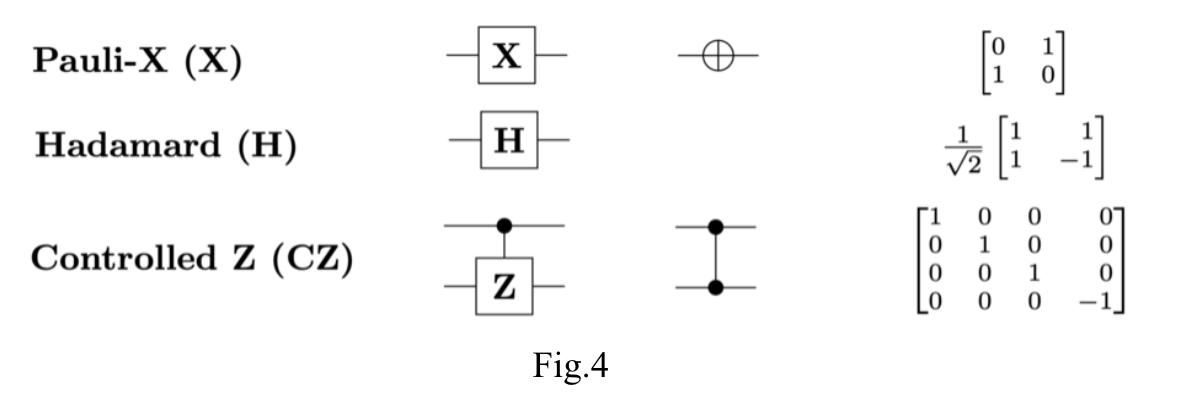 Pauli-X (X) X [0 1
1 0]
Hadamard (H) H 1/√2 [1 1
1 −1]
Controlled Z (CZ) Z [1 0 0 0
0 1 0 0
0 0 1 0
0 0 0 −1]
Fig.4